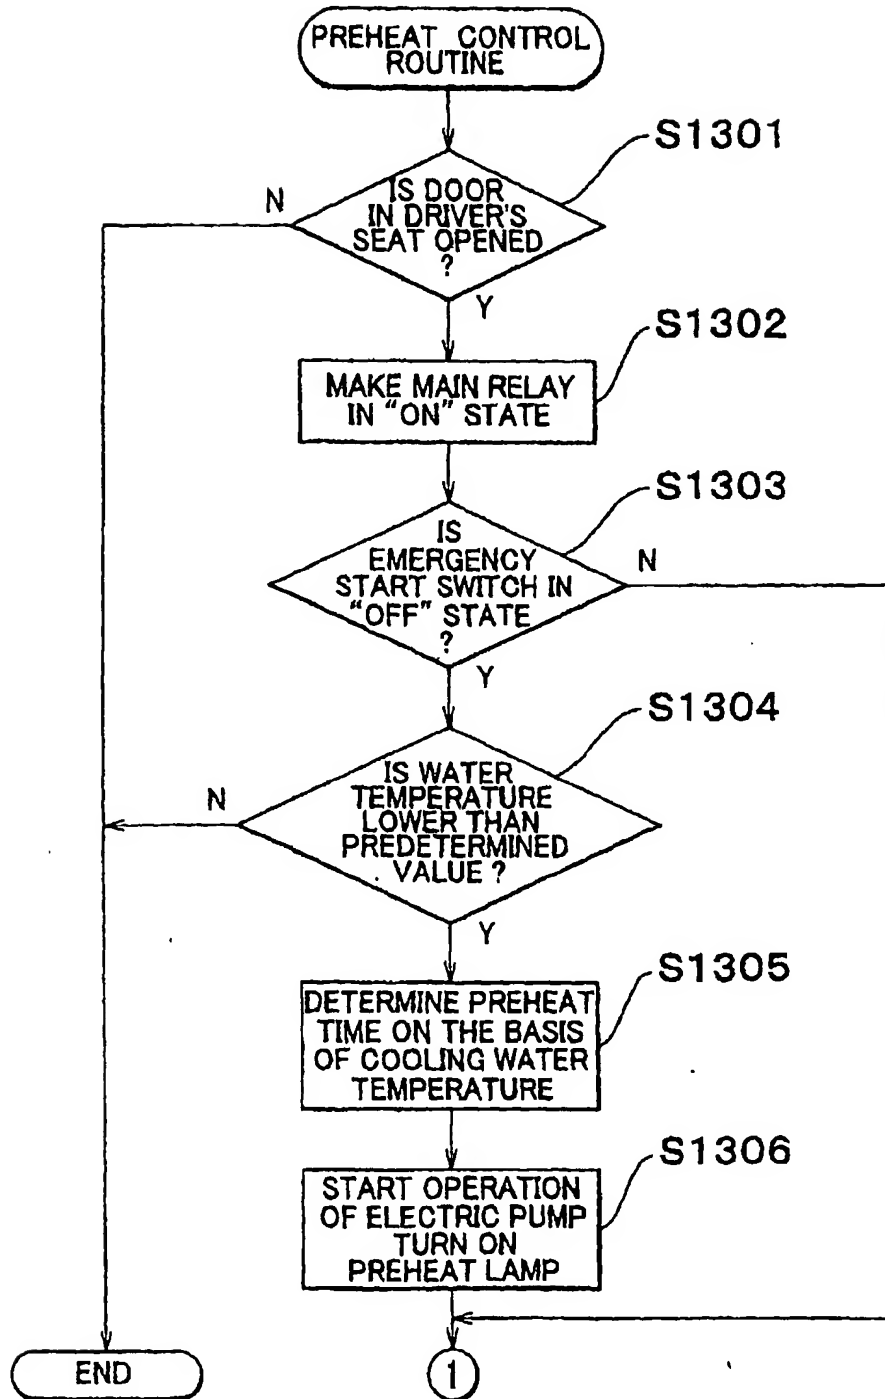 PREHEAT CONTROL
ROUTINE
S1301
N
IS DOOR
IN DRIVER'S
SEAT OPENED
?
Y
S1302
MAKE MAIN RELAY
IN "ON" STATE
S1303
IS
EMERGENCY
START SWITCH IN
"OFF" STATE
?
N
Y
S1304
N
IS WATER
TEMPERATURE
LOWER THAN
PREDETERMINED
VALUE ?
Y
S1305
DETERMINE PREHEAT
TIME ON THE BASIS
OF COOLING WATER
TEMPERATURE
S1306
START OPERATION
OF ELECTRIC PUMP
TURN ON
PREHEAT LAMP
END
1